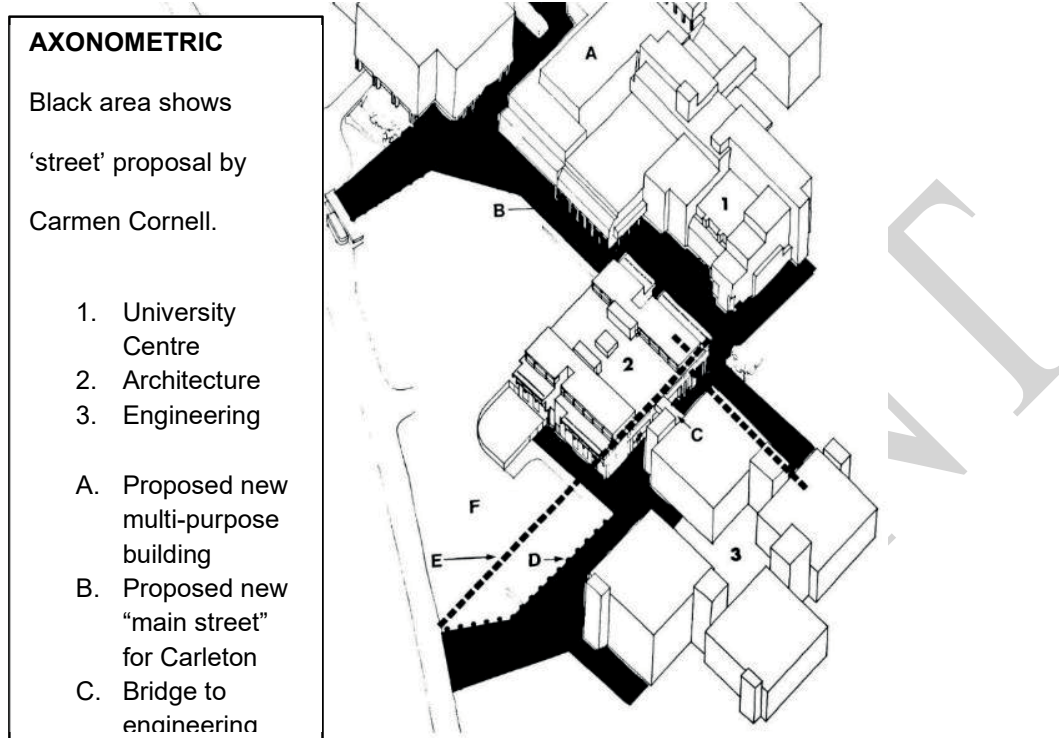 AXONOMETRIC
Black area shows
‘street’ proposal by
Carmen Cornell.
1. University
Centre
2. Architecture
3. Engineering
A. Proposed new
multi-purpose
building
B. Proposed new
“main street”
for Carleton
C. Bridge to
engineering
A
1
B
2
C
F
E
D
3